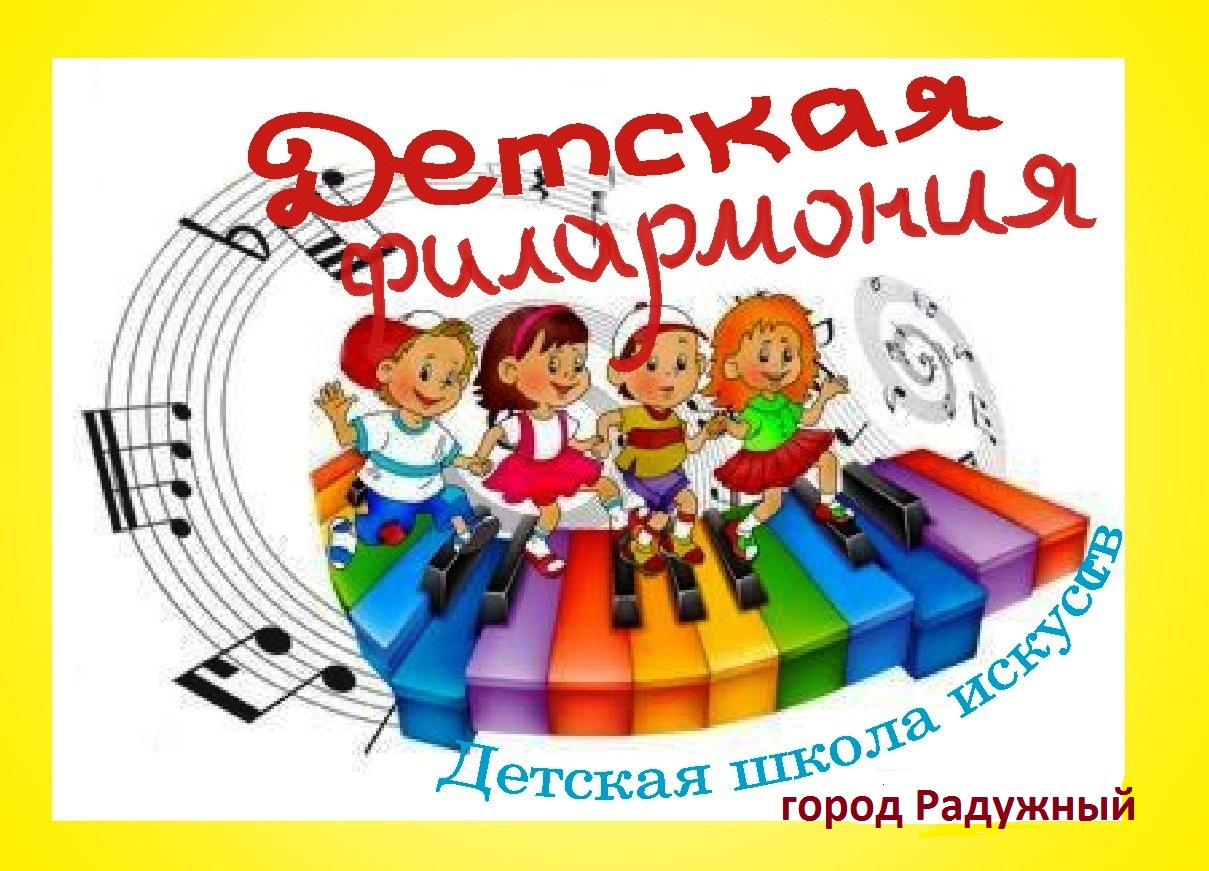 Детская
филармония
Детская школа искусств
город Радужный